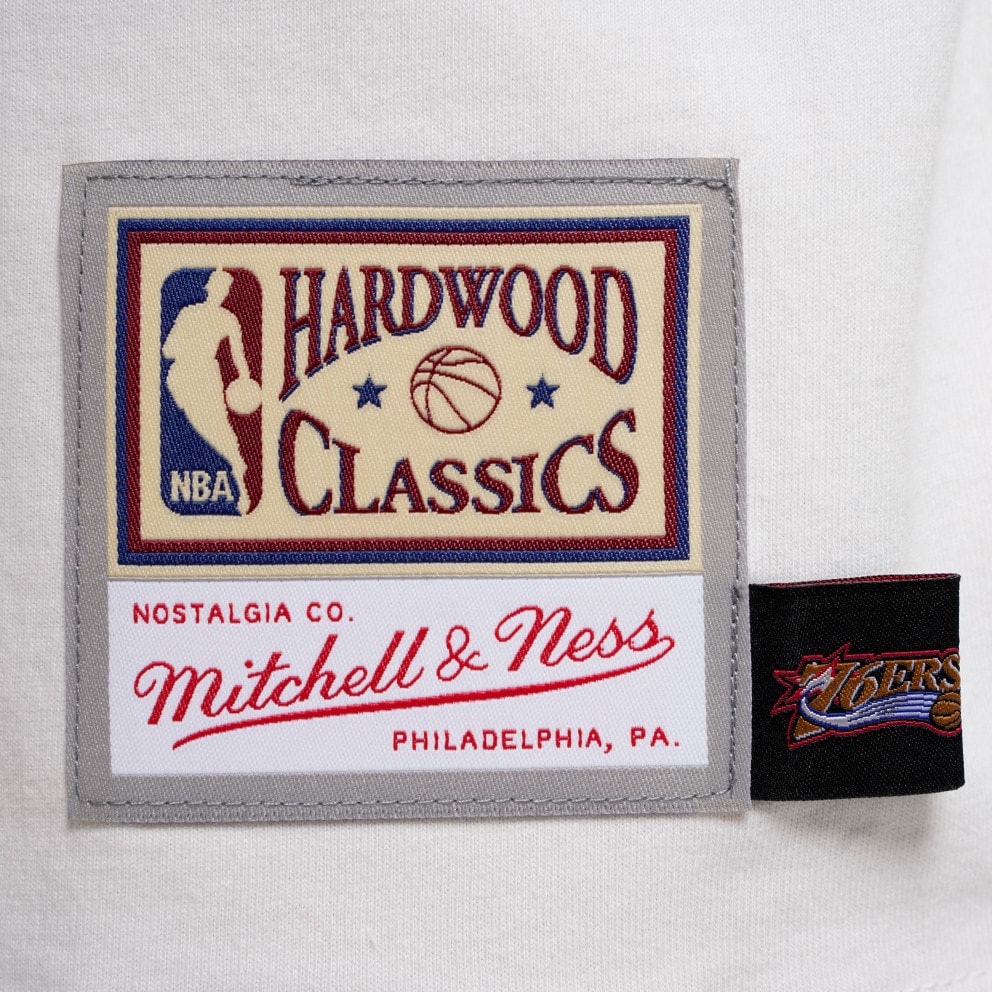 HARDWOOD
CLASSICS
NBA
NOSTALGIA CO.
Mitchell & Ness
PHILADELPHIA, PA.
76ERS